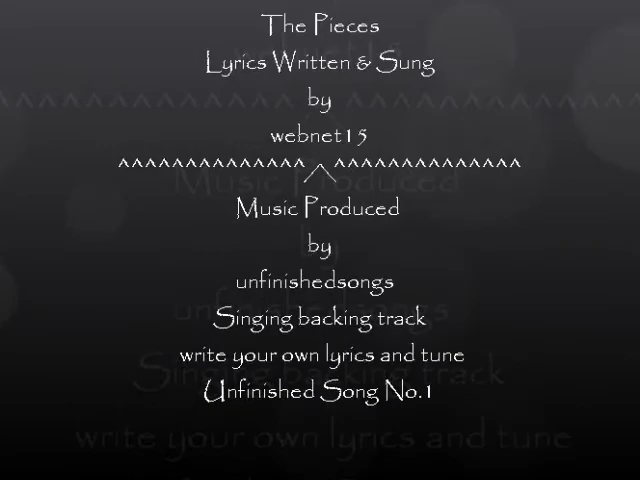 The Pieces
Lyrics Written & Sung
by
webnet15
^^^^^^^^^^^^^^ ^ ^^^^^^^^^^^^^^
Music Produced
by
unfinishedsongs
Singing backing track
write your own lyrics and tune
Unfinished Song No.1